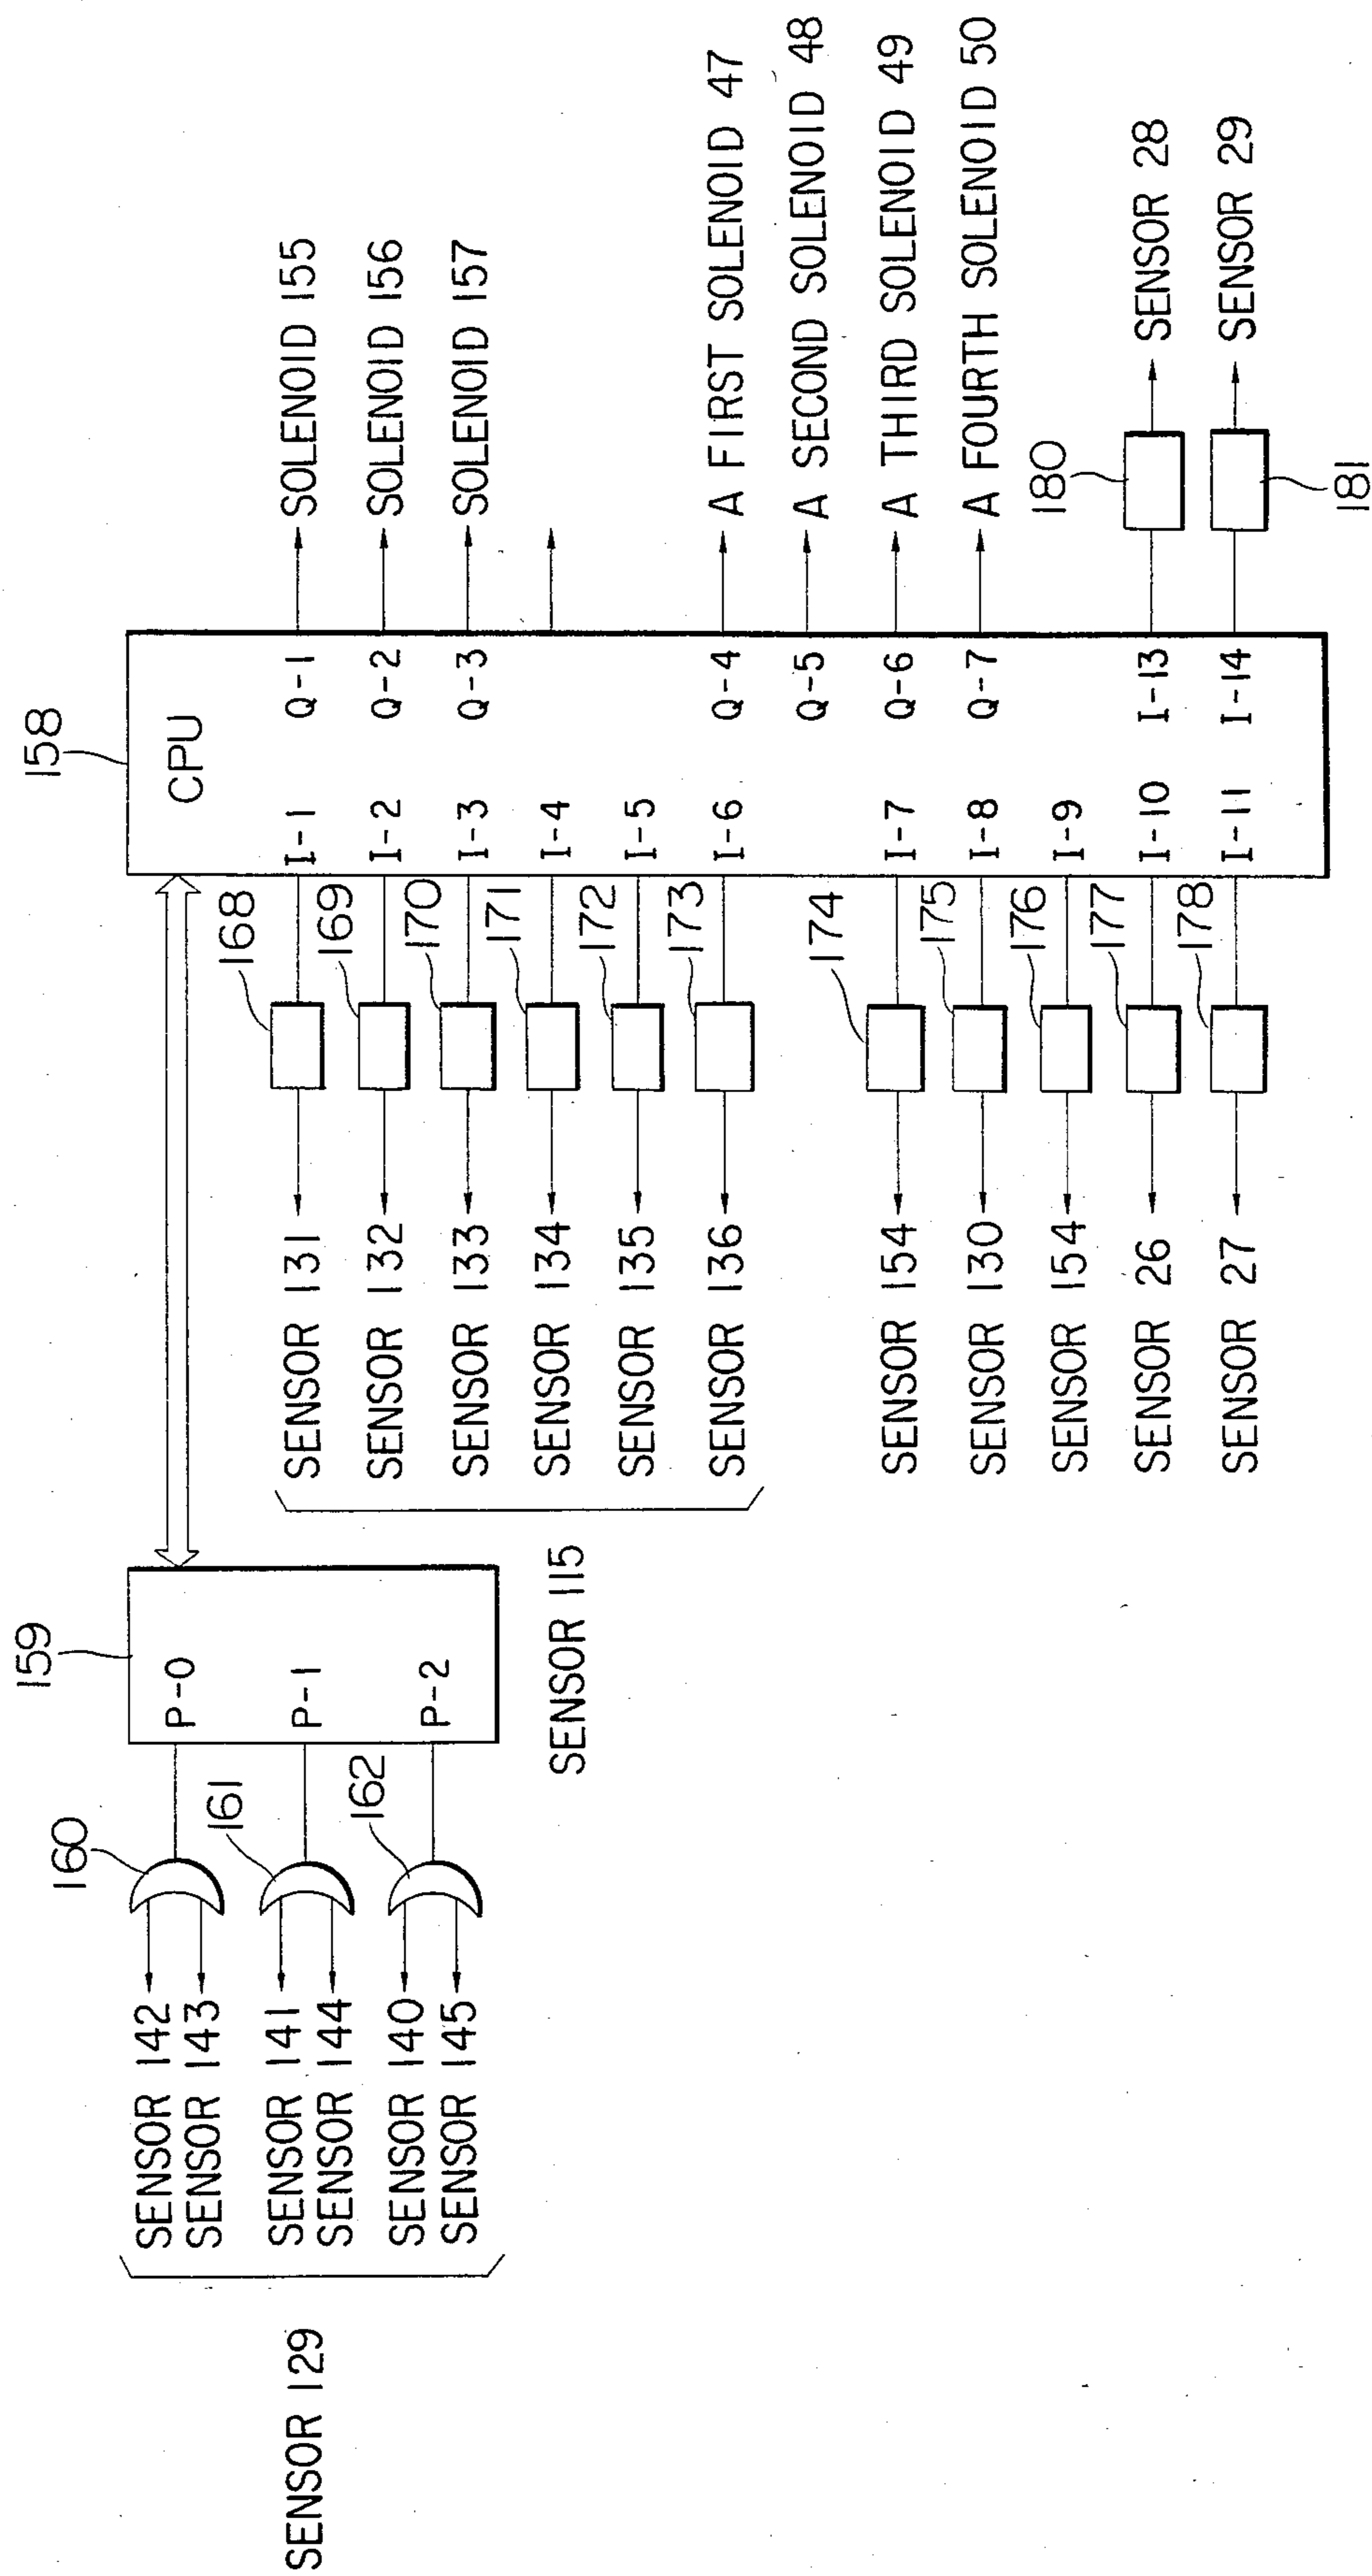 158
CPU
159
P-0
P-1
P-2
160
161
162
SENSOR 142
SENSOR 143
SENSOR 141
SENSOR 144
SENSOR 140
SENSOR 145
SENSOR 129
SENSOR 115
SENSOR 131
SENSOR 132
SENSOR 133
SENSOR 134
SENSOR 135
SENSOR 136
SENSOR 154
SENSOR 130
SENSOR 154
SENSOR 26
SENSOR 27
168
169
170
171
172
173
174
175
176
177
178
I-1
I-2
I-3
I-4
I-5
I-6
I-7
I-8
I-9
I-10
I-11
Q-1
Q-2
Q-3
Q-4
Q-5
Q-6
Q-7
I-13
I-14
SOLENOID 155
SOLENOID 156
SOLENOID 157
A FIRST SOLENOID 47
A SECOND SOLENOID 48
A THIRD SOLENOID 49
A FOURTH SOLENOID 50
180
SENSOR 28
SENSOR 29
181